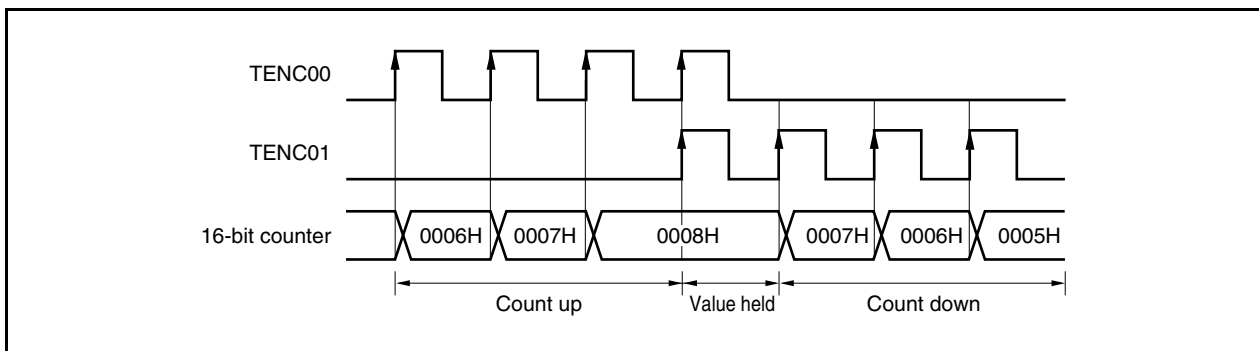 TENC00
TENC01
16-bit counter 0006H 0007H 0008H 0007H 0006H 0005H
Count up Value held Count down